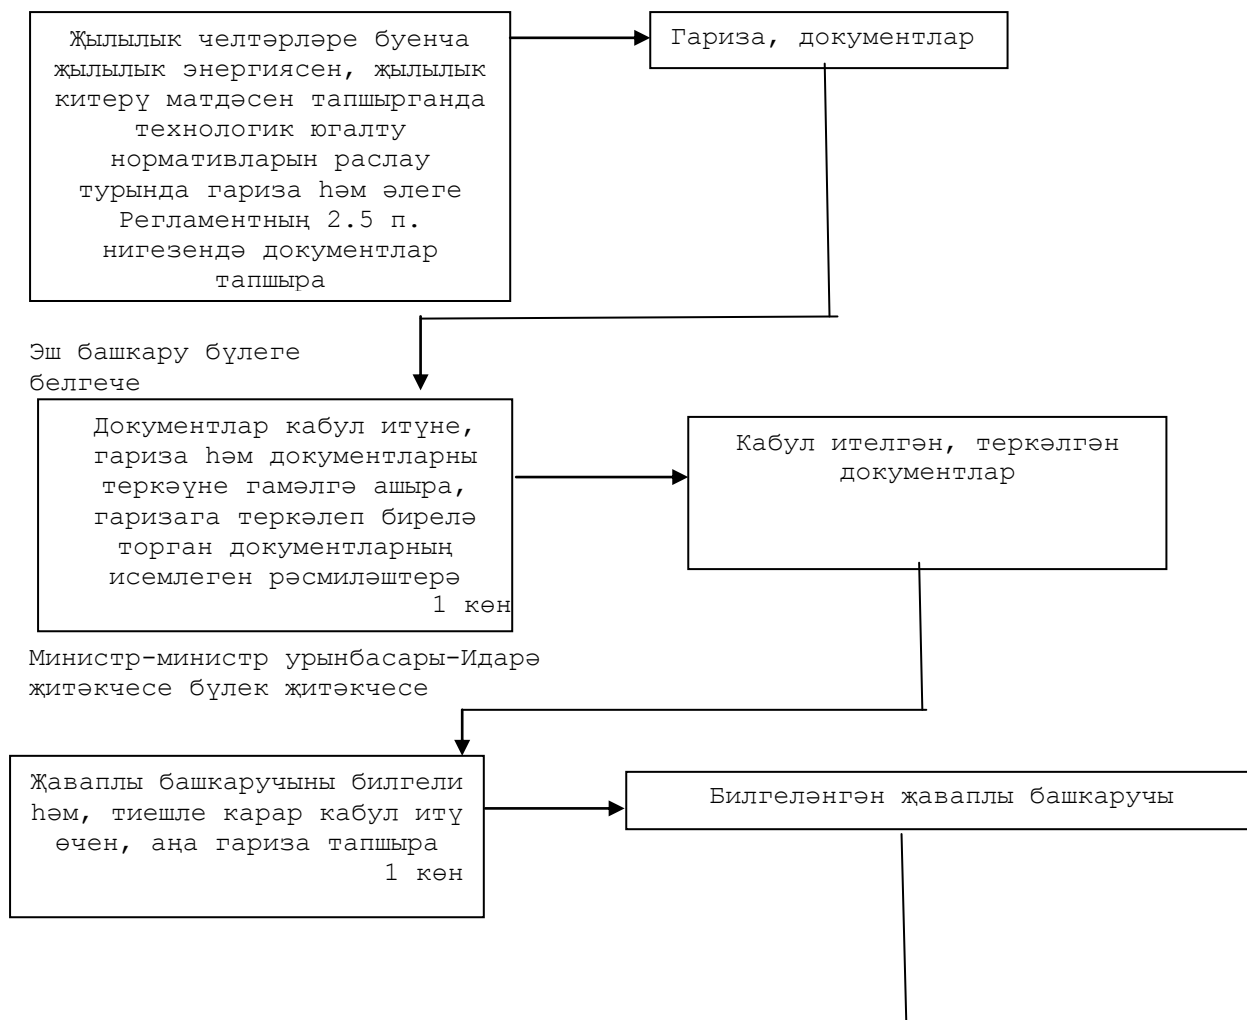 Җылылык челтәрләре буенча
җылылык энергиясен, җылылык
китерү матдәсен тапшырганда
технологик югалту
нормативларын раслау
турында гариза һәм әлеге
Регламентның 2.5 п.
нигезендә документлар
тапшыра
Гариза, документлар
Эш башкару бүлеге
белгече
Документлар кабул итүне,
гариза һәм документларны
теркәүне гамәлгә ашыра,
гаризага теркәлеп бирелә
торган документларның
исемлеген рәсмиләштерә
1 көн
Кабул ителгән, теркәлгән
документлар
Министр-министр урынбасары-Идарә
җитәкчесе бүлек җитәкчесе
Җаваплы башкаручыны билгели
һәм, тиешле карар кабул итү
өчен, аңа гариза тапшыра
1 көн
Билгеләнгән җаваплы башкаручы